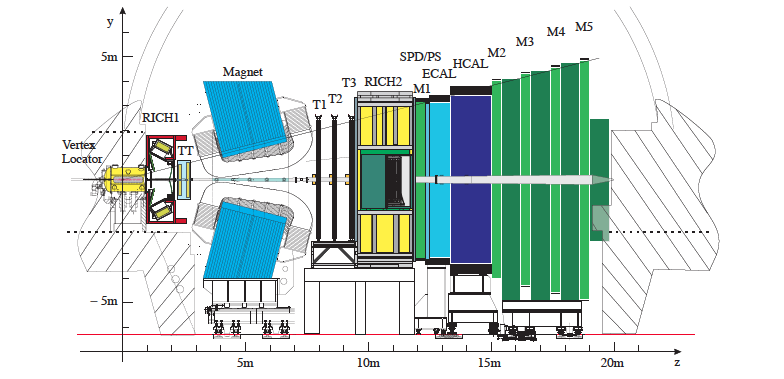 y
5m
Magnet
SPD/PS
ECAL
HCAL
M1
M2
M3
M4
M5
T1
T2
T3
RICH2
RICH1
TT
Vertex
Locator
− 5m
5m
10m
15m
20m
z